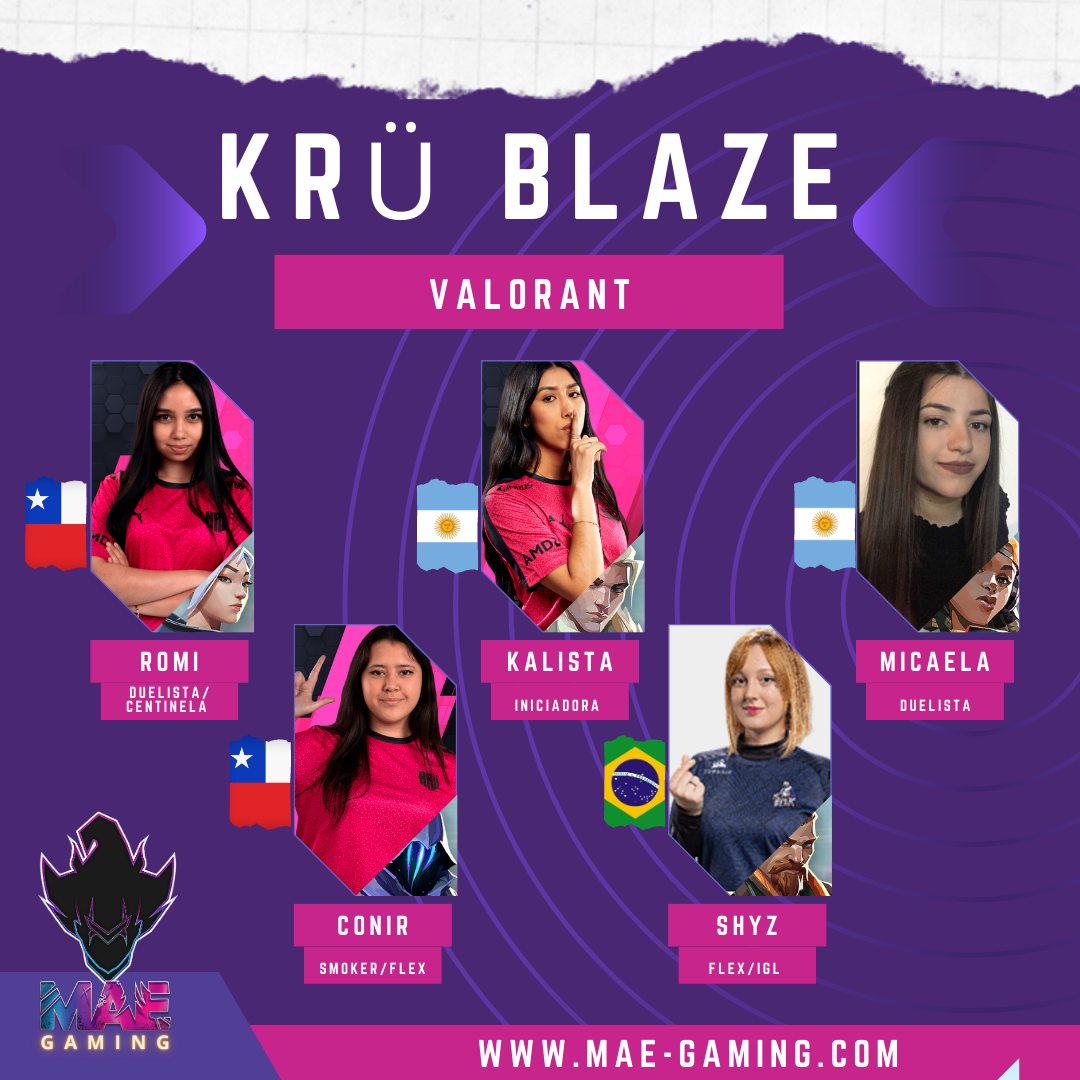 KRÜ BLAZE
VALORANT
ROMI
DUELISTA/
CENTINELA
KALISTA
INICIADORA
MICAELA
DUELISTA
AMD
CONIR
SMOKER/FLEX
SHYZ
FLEX/IGL
MAE
GAMING
WWW.MAE-GAMING.COM